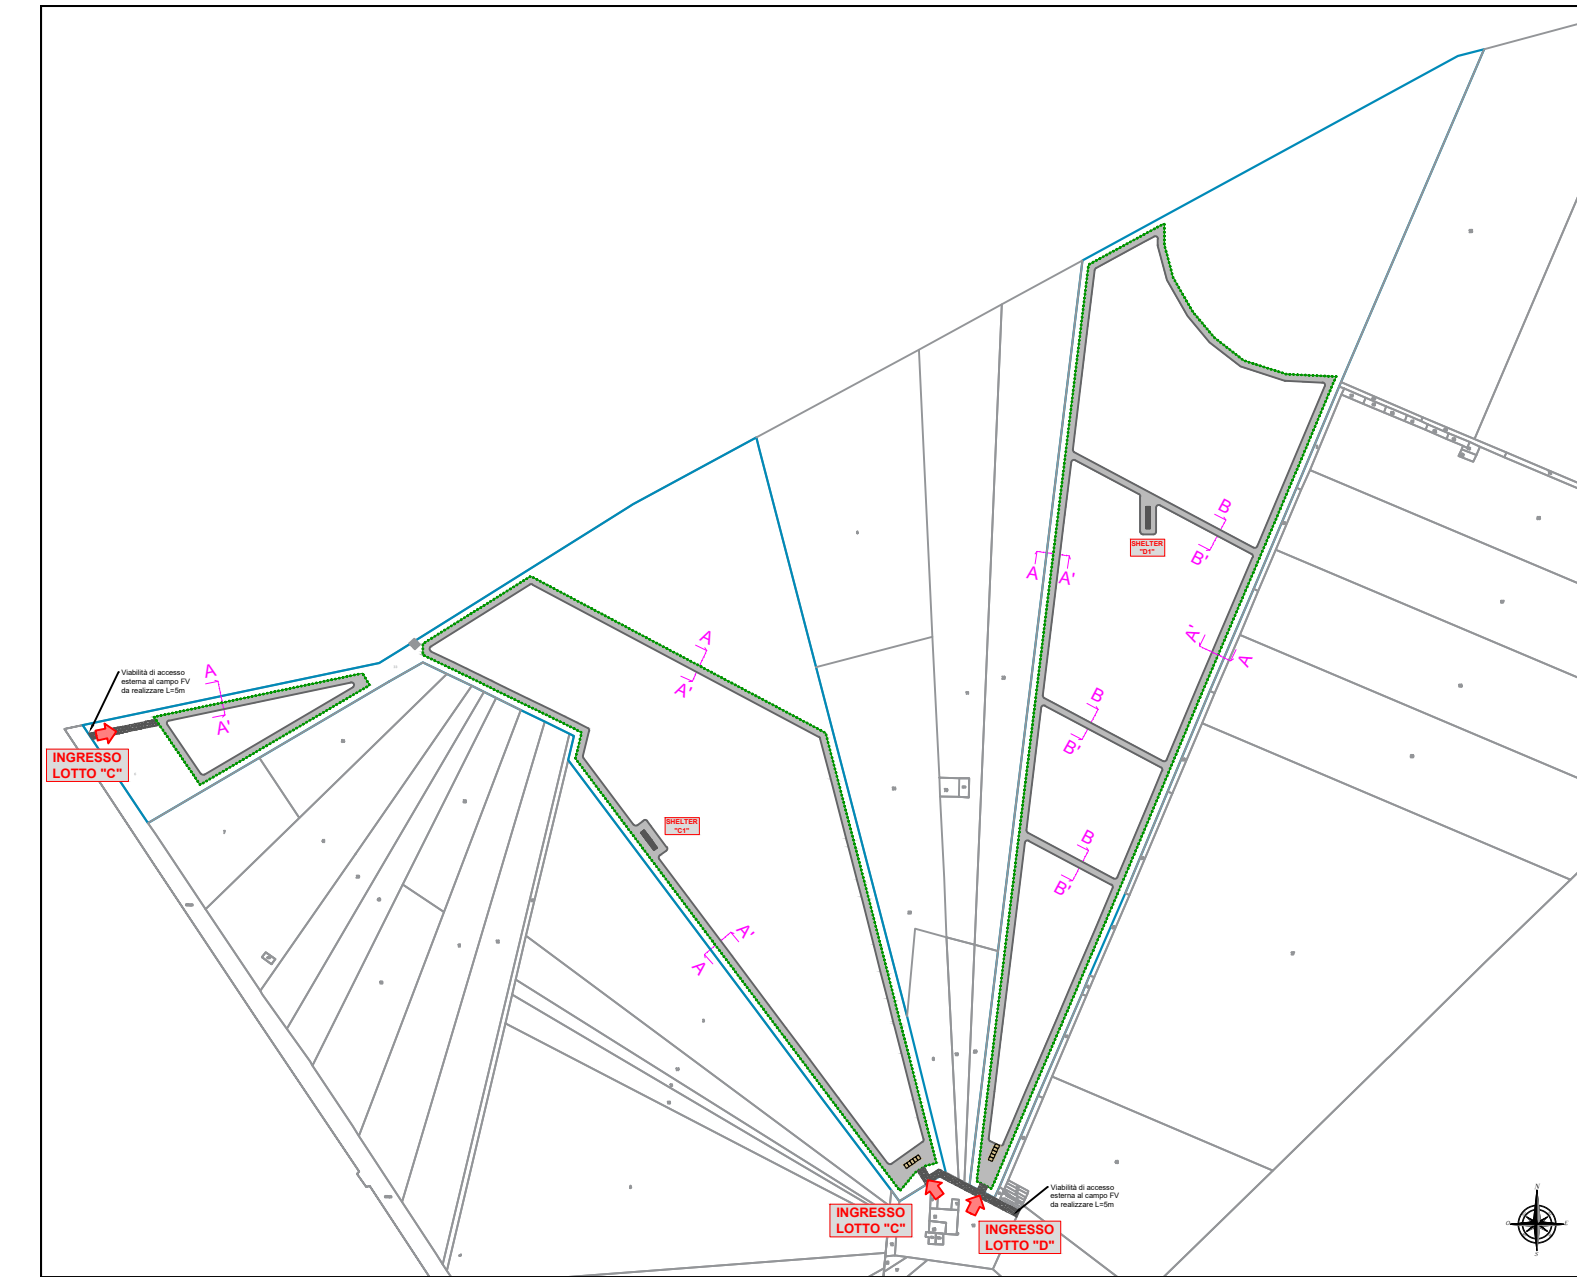 B
B'
SHELTER
"D1"
A
A'
A'
A
A
A'
A
A'
Viabilità di accesso
esterna al campo FV
da realizzare L=5m
B
B'
INGRESSO
LOTTO "C"
SHELTER
"C1"
B
B'
A'
A
Viabilità di accesso
esterna al campo FV
da realizzare L=5m
INGRESSO
LOTTO "C"
INGRESSO
LOTTO "D"
N
O
E
S